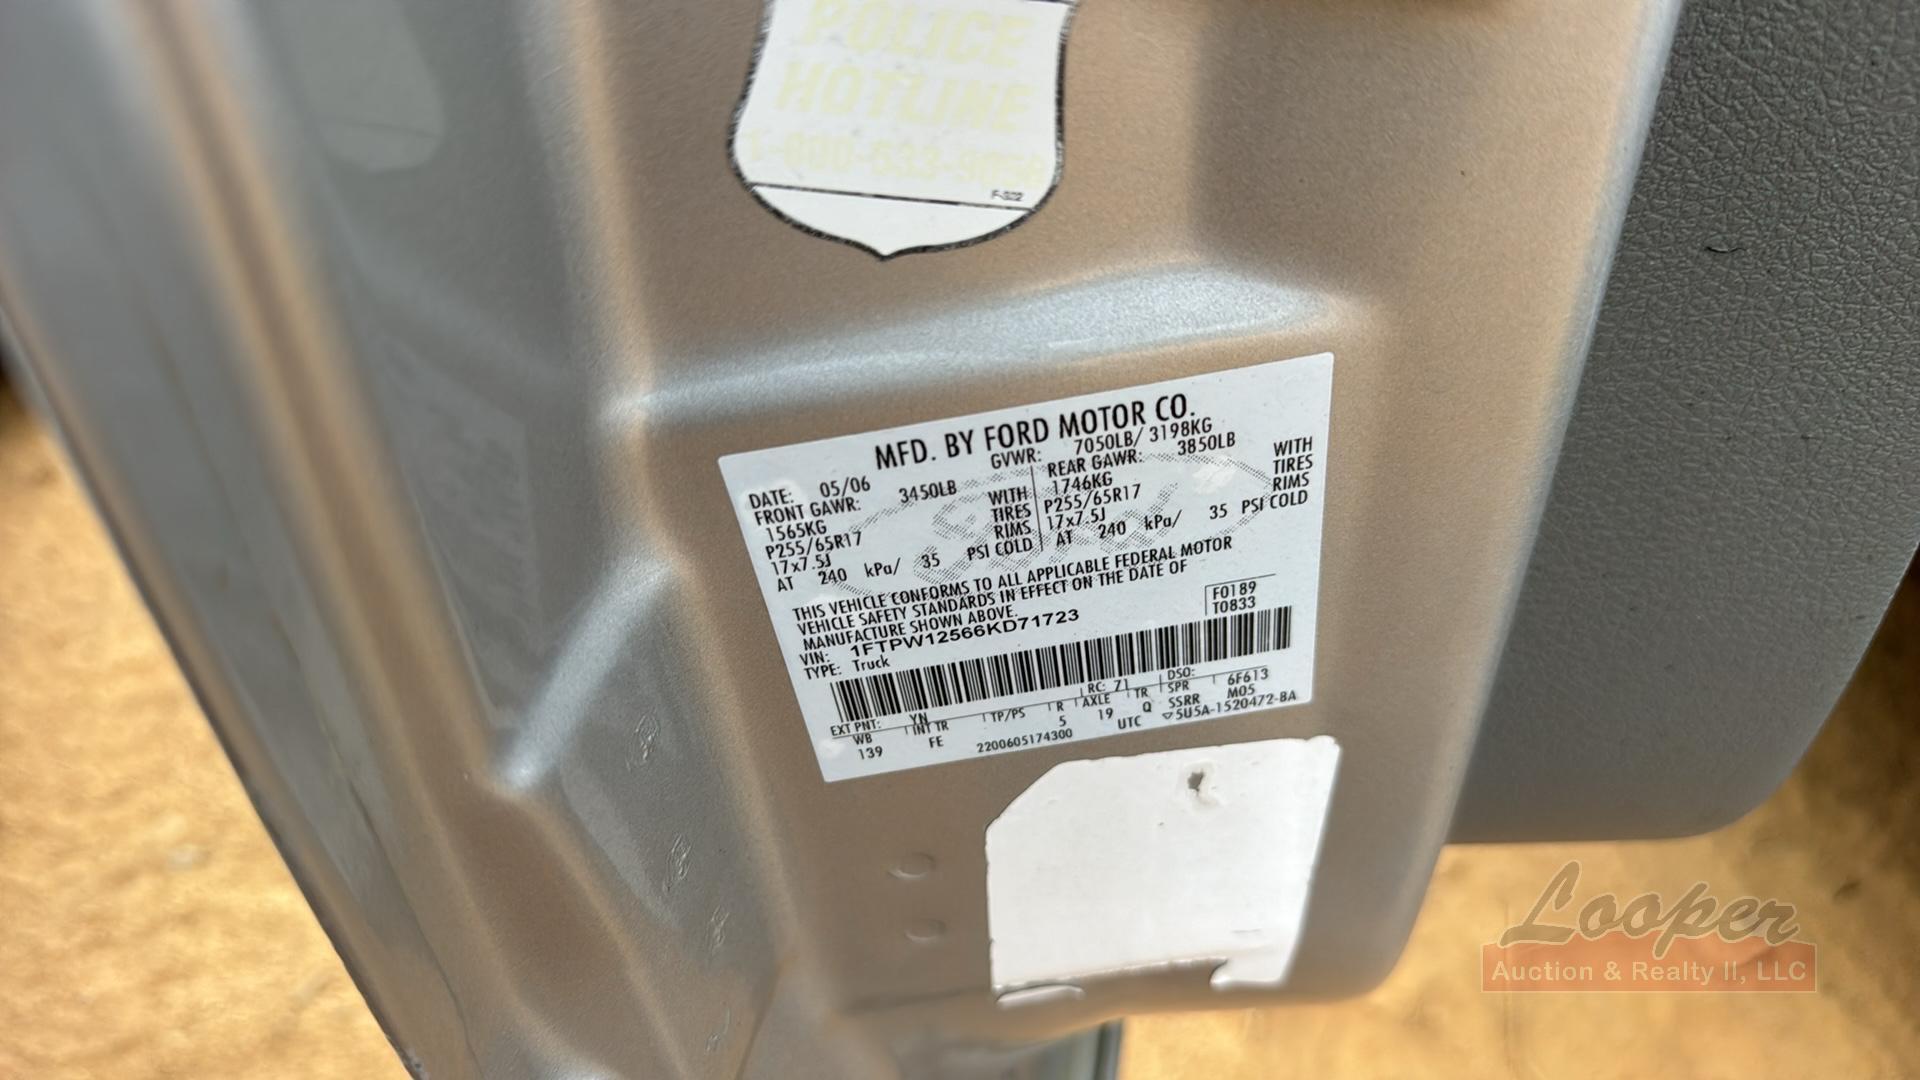 POLICE
HOTLINE
F-S22
MFD. BY FORD MOTOR CO.
DATE: 05/06 GVWR: 7050LB/ 3198KG
FRONT GAWR: 3450LB WITH REAR GAWR: 3850LB WITH
1565KG TIRES 1746KG TIRES
P255/65R17 RIMS P255/65R17 RIMS
17x7.5J PSI COLD 17x7.5J PSI COLD
AT 240 kPa/ 35 AT 240 kPa/ 35
Ford
THIS VEHICLE CONFORMS TO ALL APPLICABLE FEDERAL MOTOR
VEHICLE SAFETY STANDARDS IN EFFECT ON THE DATE OF
MANUFACTURE SHOWN ABOVE.
VIN: 1FTPW12566KD71723
TYPE: Truck
F0189
T0833
EXT PNT: YN RC: 71 DSO:
WB INT TR TP/PS R AXLE TR SPR 6F613
139 FE 5 19 Q SSRR M05
2200605174300 UTC 5U5A-1520472-BA
Looper
Auction & Realty II, LLC